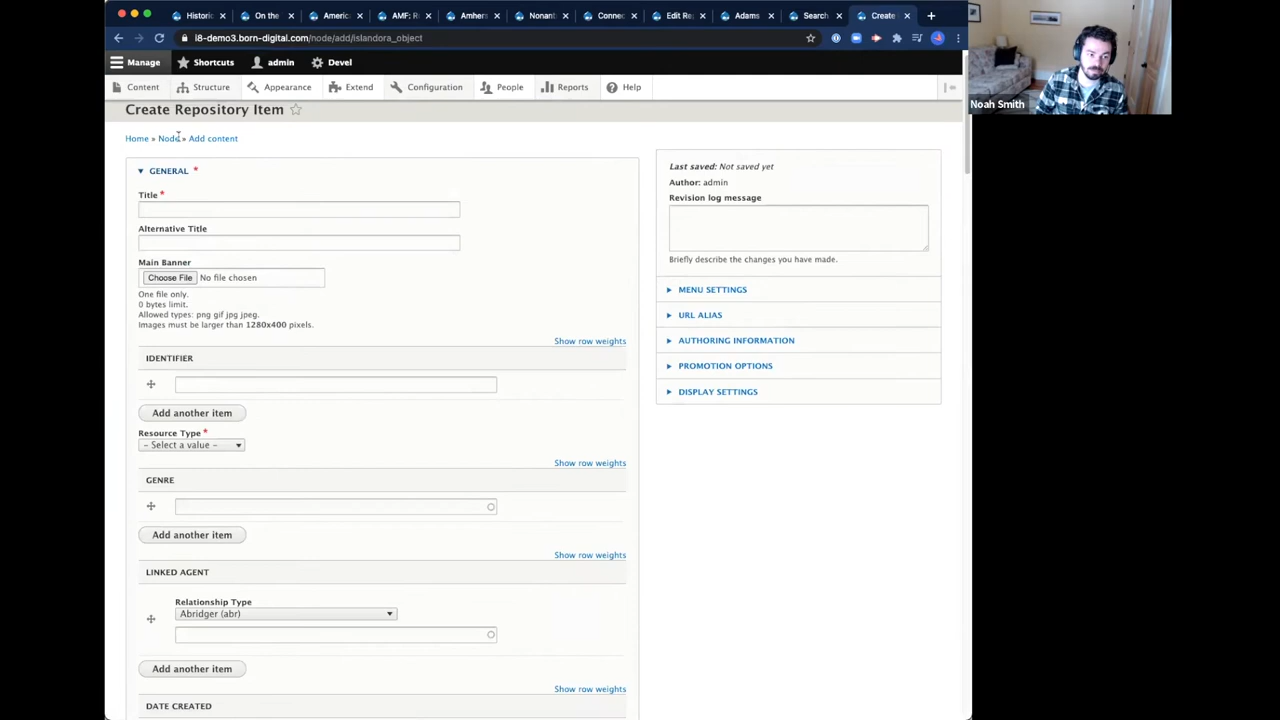 Historic
On the
America
AMF: R
Amhers
Nonant
Connec
Edit Re
Adams
Search
Create
i8-demo3.born-digital.com/node/add/islandora_object
Manage
Shortcuts
admin
Devel
Content
Structure
Appearance
Extend
Configuration
People
Reports
Help
Noah Smith
Create Repository Item
Home » Node » Add content
GENERAL *
Title *
Alternative Title
Main Banner
Choose File No file chosen
One file only.
0 bytes limit.
Allowed types: png gif jpg jpeg.
Images must be larger than 1280x400 pixels.
Show row weights
IDENTIFIER
Add another item
Resource Type *
- Select a value -
Show row weights
GENRE
Add another item
Show row weights
LINKED AGENT
Relationship Type
Abridger (abr)
Add another item
Show row weights
DATE CREATED
Last saved: Not saved yet
Author: admin
Revision log message
Briefly describe the changes you have made.
MENU SETTINGS
URL ALIAS
AUTHORING INFORMATION
PROMOTION OPTIONS
DISPLAY SETTINGS